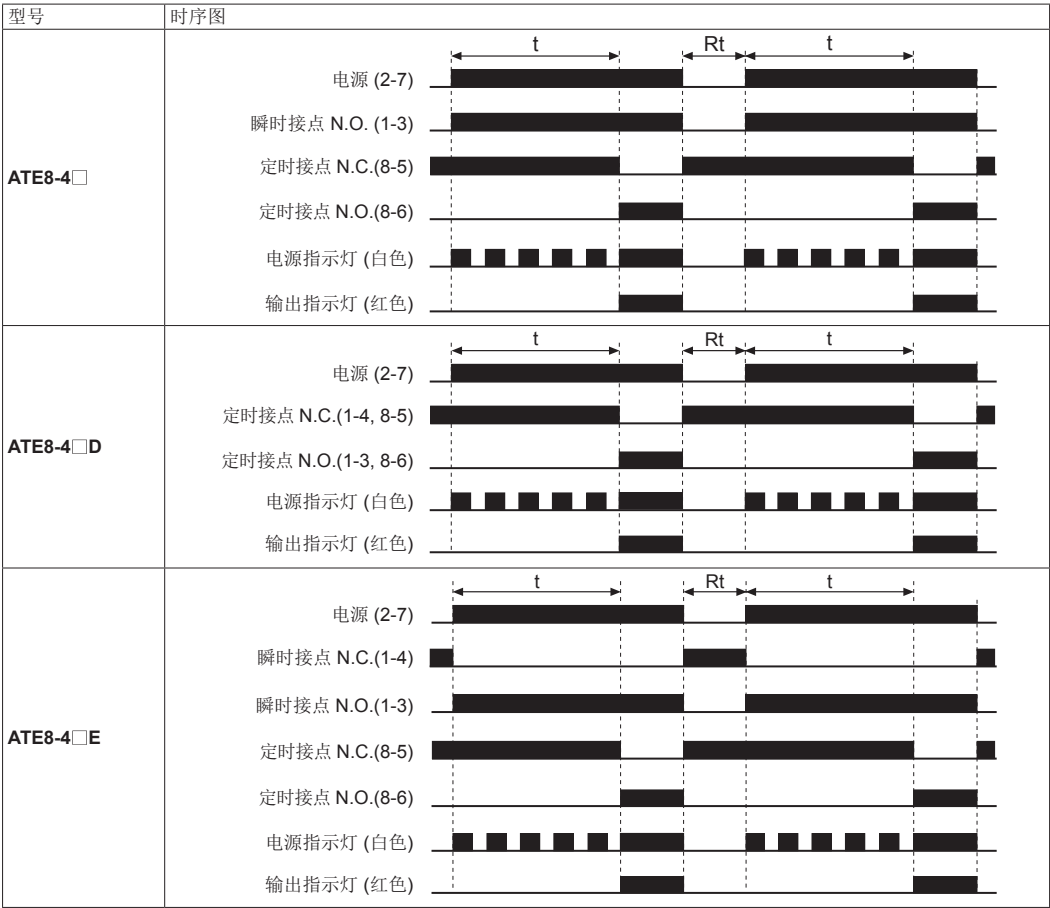 型号 时序图
t Rt t
电源 (2-7)
瞬时接点 N.O. (1-3)
定时接点 N.C.(8-5)
ATE8-4□
定时接点 N.O.(8-6)
电源指示灯 (白色)
输出指示灯 (红色)
t Rt t
电源 (2-7)
定时接点 N.C.(1-4, 8-5)
ATE8-4□D
定时接点 N.O.(1-3, 8-6)
电源指示灯 (白色)
输出指示灯 (红色)
t Rt t
电源 (2-7)
瞬时接点 N.C.(1-4)
瞬时接点 N.O.(1-3)
ATE8-4□E
定时接点 N.C.(8-5)
定时接点 N.O.(8-6)
电源指示灯 (白色)
输出指示灯 (红色)